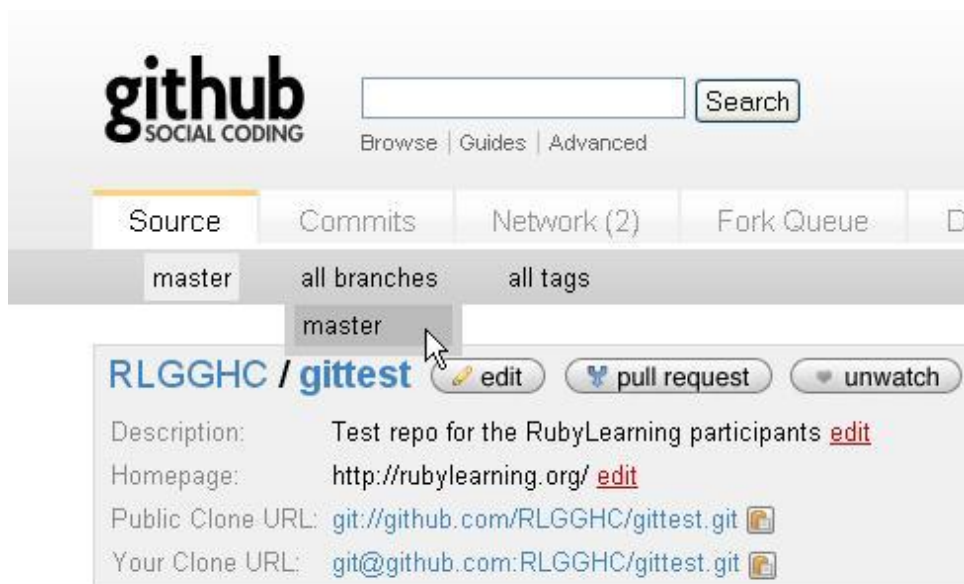 github
SOCIAL CODING
Search
Browse | Guides | Advanced
Source Commits Network (2) Fork Queue D
master all branches all tags
master
RLGGHC / gittest edit pull request unwatch
Description: Test repo for the RubyLearning participants edit
Homepage: http://rubylearning.org/ edit
Public Clone URL: git://github.com/RLGGHC/gittest.git
Your Clone URL: git@github.com:RLGGHC/gittest.git